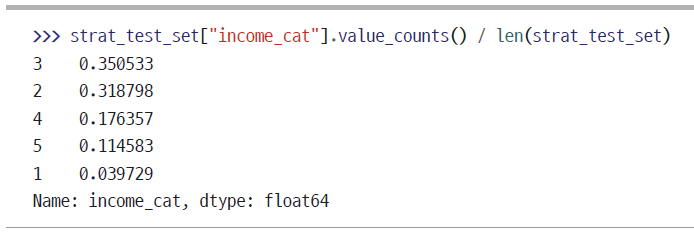 >>> strat_test_set["income_cat"].value_counts() / len(strat_test_set)
3    0.350533
2    0.318798
4    0.176357
5    0.114583
1    0.039729
Name: income_cat, dtype: float64